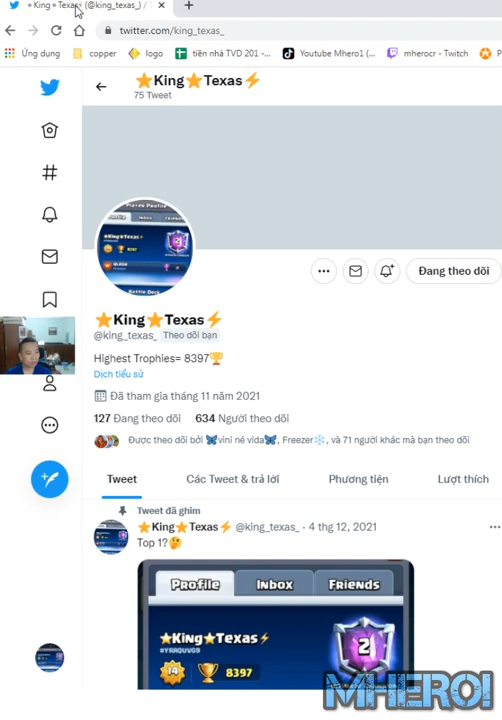 ⭐King⭐Texas⚡ (@king_texas_) / T
twitter.com/king_texas_
Ứng dụng
copper
logo
tiền nhà TVD 201 -...
Youtube Mhero1 (...
mherocr - Twitch
P
⭐King⭐Texas⚡
75 Tweet
Profile Inbox Friends
Đang theo dõi
⭐King⭐Texas⚡
@king_texas_ Theo dõi bạn
Highest Trophies= 8397🏆
Dịch tiểu sử
Đã tham gia tháng 11 năm 2021
127 Đang theo dõi 634 Người theo dõi
Được theo dõi bởi 🦋vini né vida🦋, Freezer❄️, và 71 người khác mà bạn theo dõi
Tweet Các Tweet & trả lời Phương tiện Lượt thích
Tweet đã ghim
⭐King⭐Texas⚡ @king_texas_ · 4 thg 12, 2021
Top 1?🤔
Profile Inbox Friends
⭐King⭐Texas⚡
#YRRQUVG9
14 8397
2
MHERO!